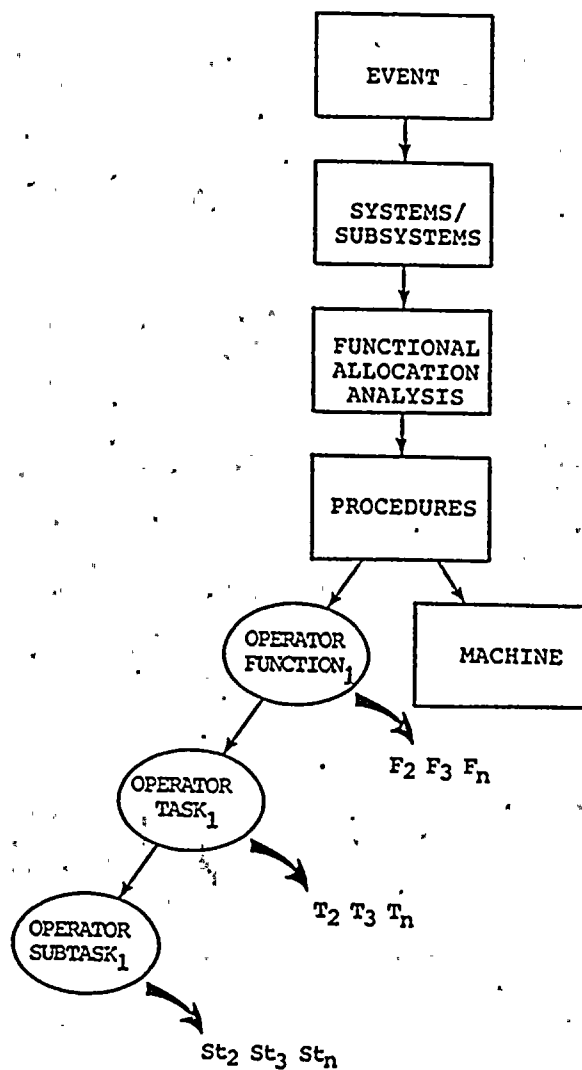 EVENT
SYSTEMS/
SUBSYSTEMS
FUNCTIONAL
ALLOCATION
ANALYSIS
PROCEDURES
OPERATOR
FUNCTION₁
MACHINE
F₂ F₃ Fₙ
OPERATOR
TASK₁
T₂ T₃ Tₙ
OPERATOR
SUBTASK₁
St₂ St₃ Stₙ